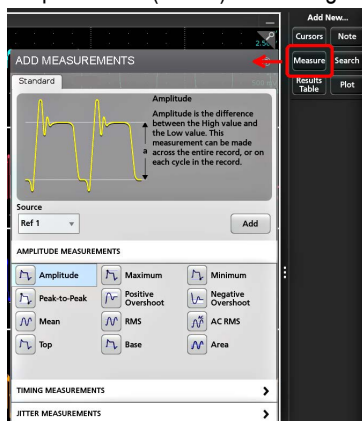 Add New...
Cursors Note
Measure Search
Results Table Plot
ADD MEASUREMENTS
Standard
Amplitude
Amplitude is the difference
between the High value and
the Low value. This
measurement can be made
a across the entire record, or on
each cycle in the record.
Source
Ref 1
Add
AMPLITUDE MEASUREMENTS
Amplitude Maximum Minimum
Peak-to-Peak Positive Overshoot Negative Overshoot
Mean RMS AC RMS
Top Base Area
TIMING MEASUREMENTS
JITTER MEASUREMENTS